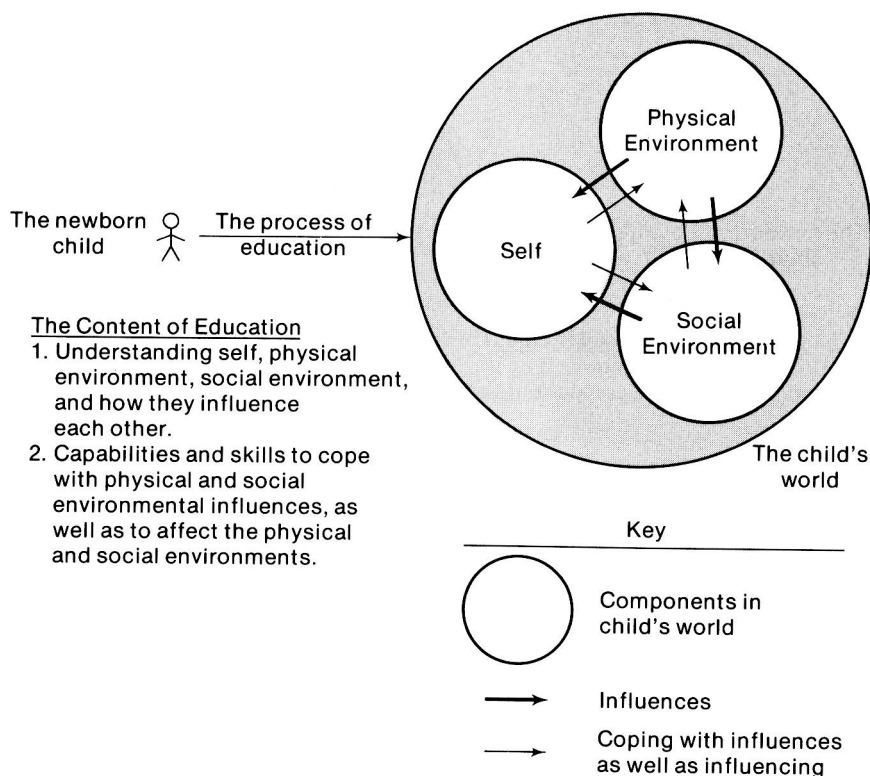 Physical
Environment
The newborn
child
The process of
education
Self
Social
Environment
The Content of Education
1. Understanding self, physical
environment, social environment,
and how they influence
each other.
2. Capabilities and skills to cope
with physical and social
environmental influences, as
well as to affect the physical
and social environments.
The child's
world
Key
Components in
child's world
Influences
Coping with influences
as well as influencing